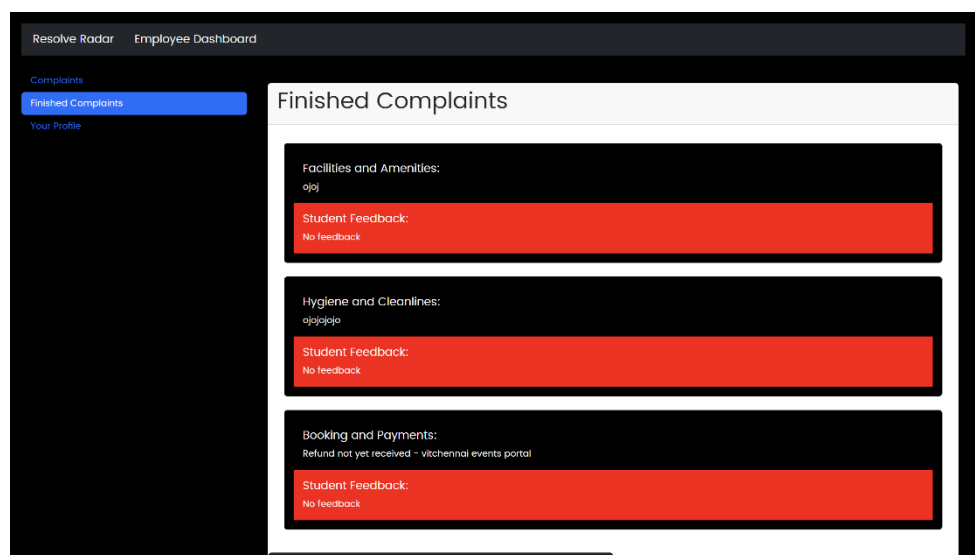 Resolve Radar Employee Dashboard
Complaints
Finished Complaints
Your Profile
Finished Complaints
Facilities and Amenities:
ojoj
Student Feedback:
No feedback
Hygiene and Cleanlines:
ojojojojo
Student Feedback:
No feedback
Booking and Payments:
Refund not yet received - vitchennai events portal
Student Feedback:
No feedback